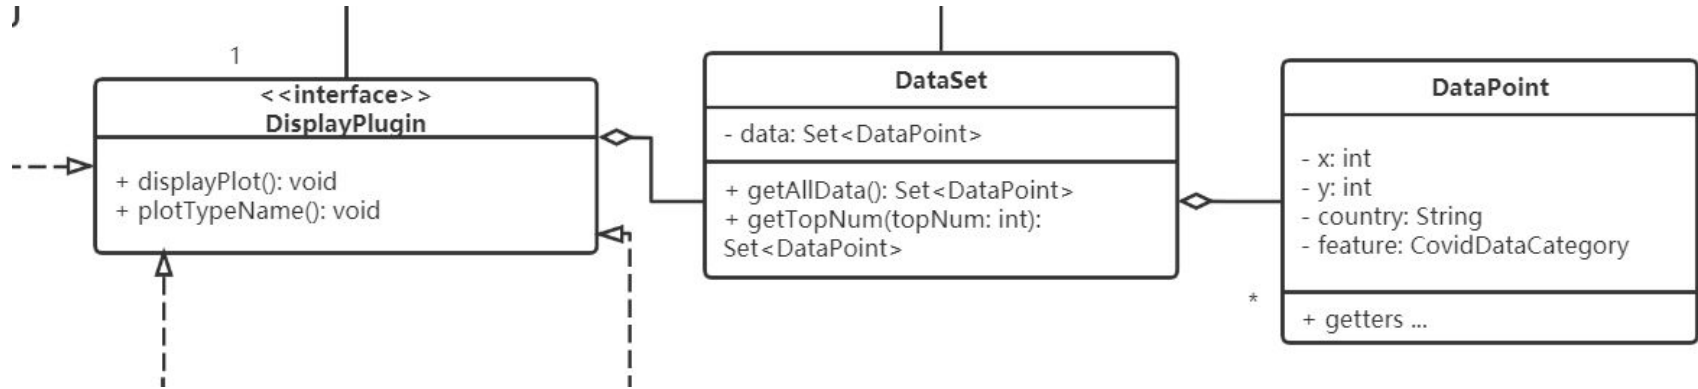 1
<<interface>>
DisplayPlugin
+ displayPlot(): void
+ plotTypeName(): void
DataSet
- data: Set<DataPoint>
+ getAllData(): Set<DataPoint>
+ getTopNum(topNum: int):
Set<DataPoint>
DataPoint
- x: int
- y: int
- country: String
- feature: CovidDataCategory
*
+ getters ...